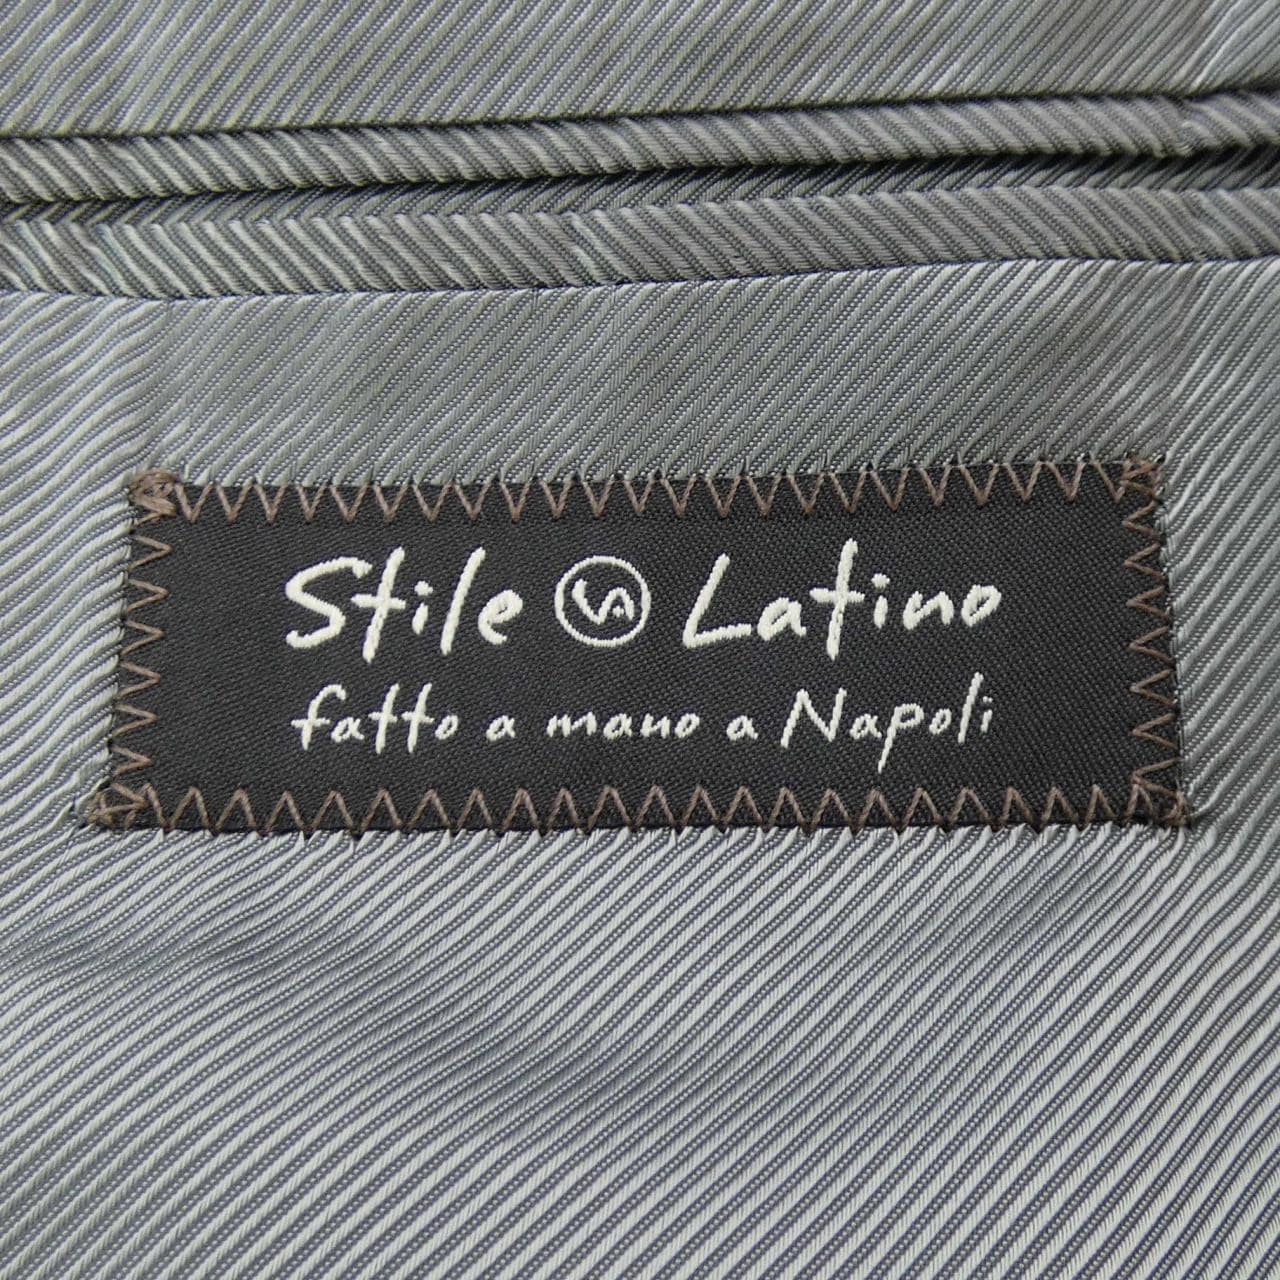 Stile Latino
fatto a mano a Napoli